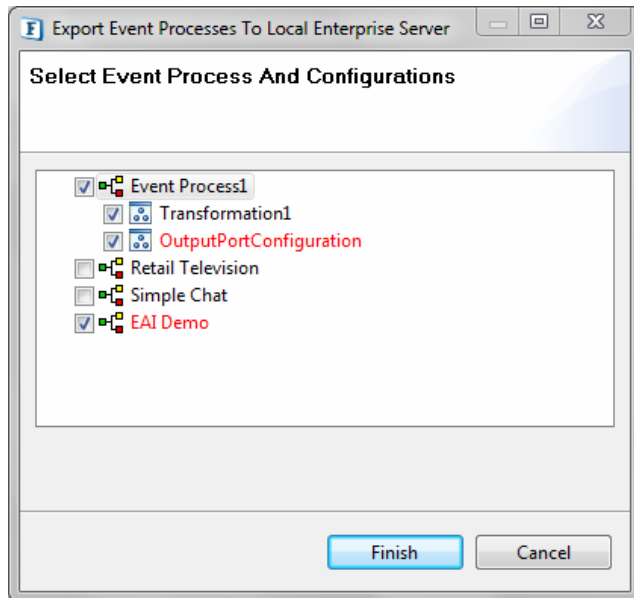 Export Event Processes To Local Enterprise Server
Select Event Process And Configurations
Event Process1
Transformation1
OutputPortConfiguration
Retail Television
Simple Chat
EAI Demo
Finish
Cancel